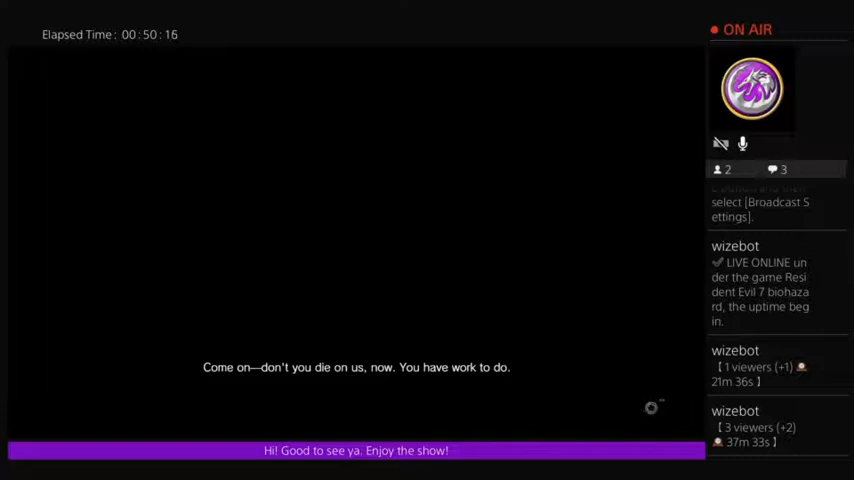 Elapsed Time: 00:50:16
ON AIR
2
3
select [Broadcast S
ettings].
wizebot
✓ LIVE ONLINE un
der the game Resi
dent Evil 7 biohaza
rd, the uptime beg
in.
wizebot
【 1 viewers (+1)
21m 36s 】
wizebot
【 3 viewers (+2)
37m 33s 】
Come on—don't you die on us, now. You have work to do.
Hi! Good to see ya. Enjoy the show!